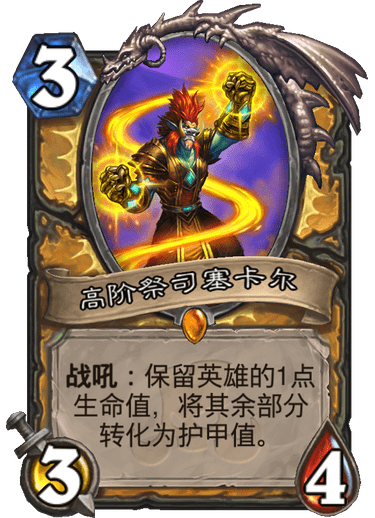 3
高阶祭司塞卡尔
战吼：保留英雄的1点
生命值，将其余部分
转化为护甲值。
3
4